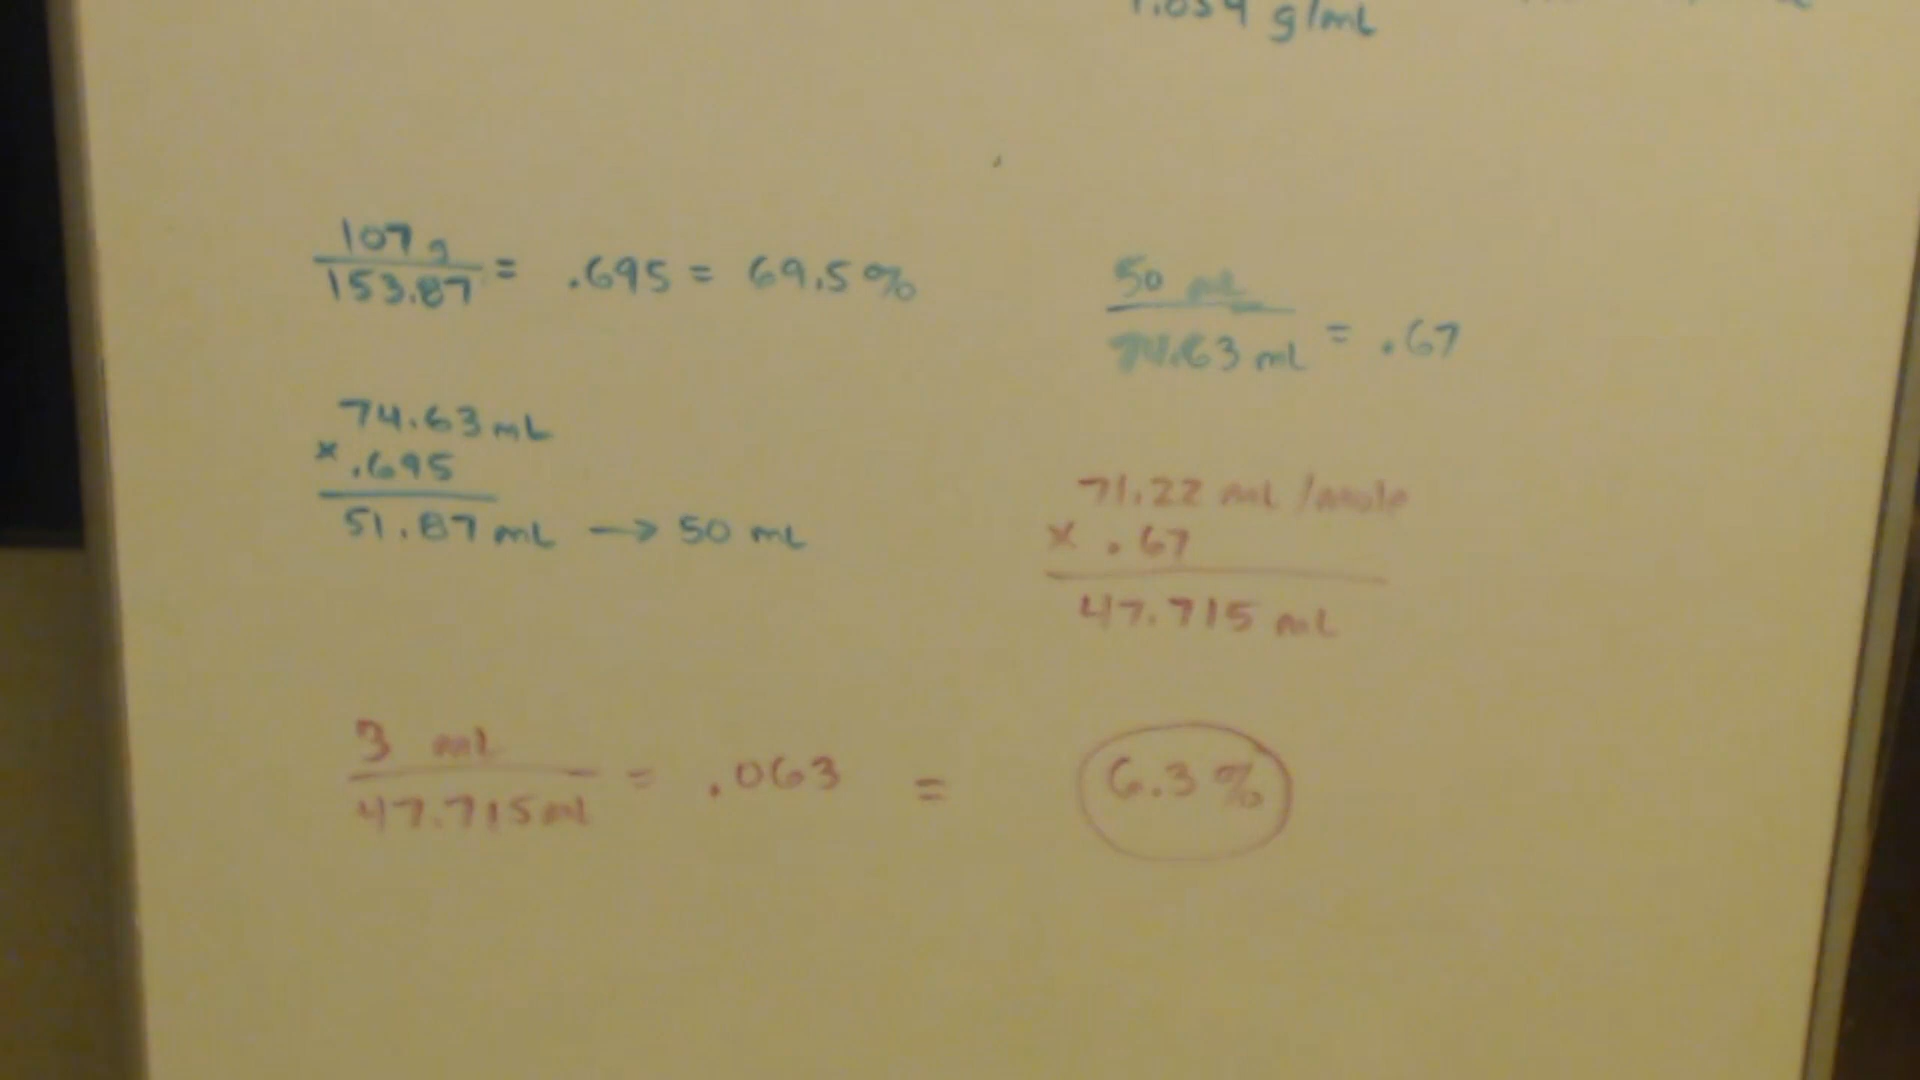 1.039 g/mL
107 g
153.87 = .695 = 69.5%
50 mL
74.63 mL = .67
74.63 mL
x .695
51.87 mL → 50 mL
71.22 mL/mole
x .67
47.715 mL
3 mL
47.715 mL = .063 = 6.3%